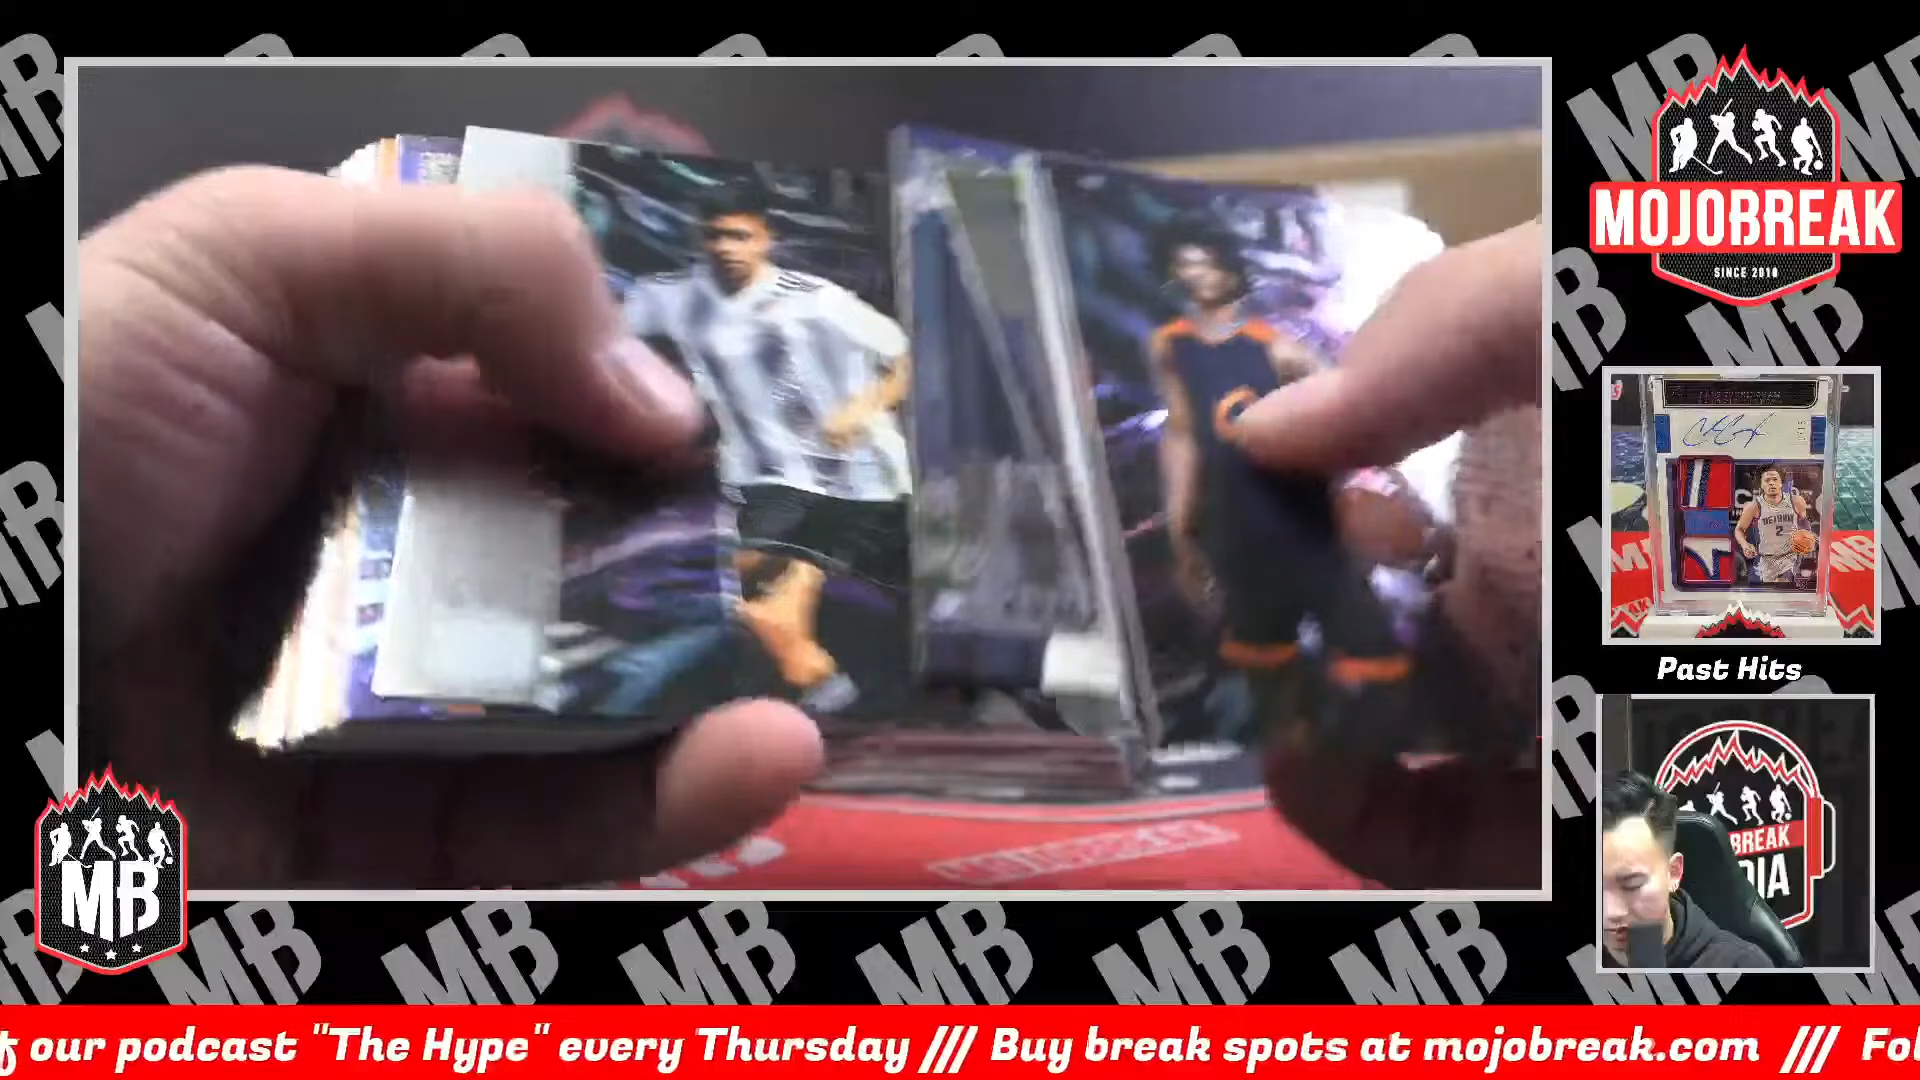 MOJOBREAK
SINCE 2010
Past Hits
BREAK
MB
our podcast "The Hype" every Thursday /// Buy break spots at mojobreak.com /// Fol